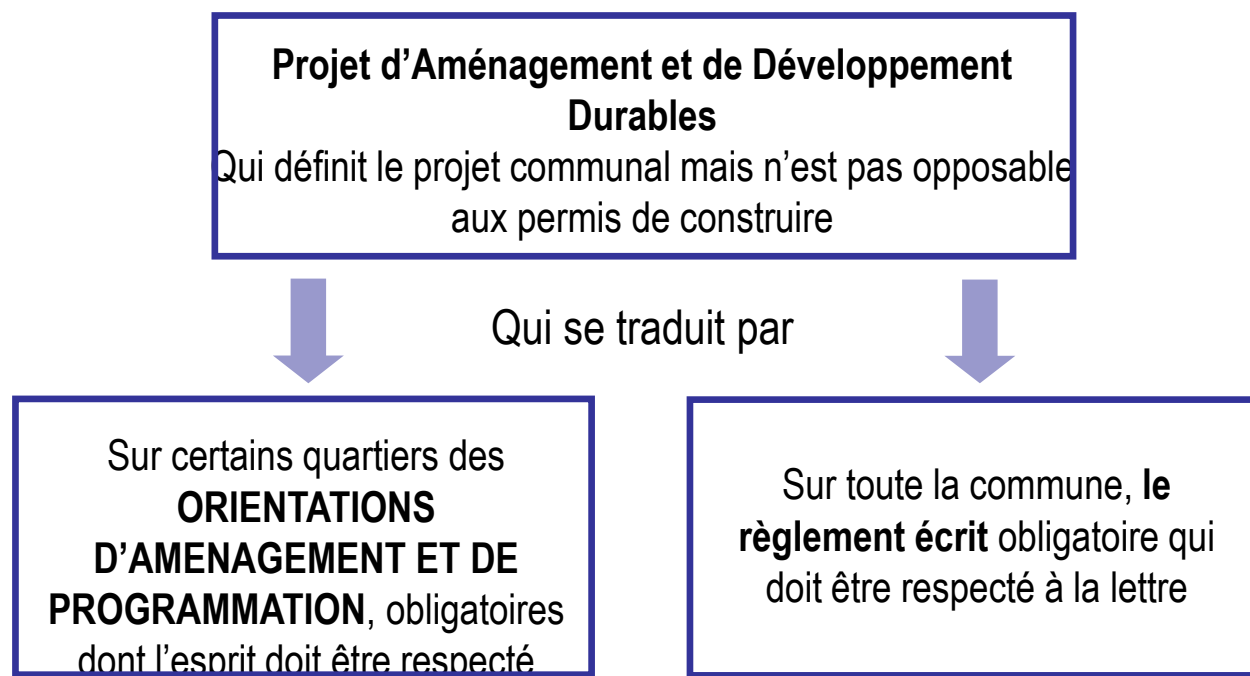 Projet d’Aménagement et de Développement
Durables
Qui définit le projet communal mais n’est pas opposable
aux permis de construire
Qui se traduit par
Sur certains quartiers des
ORIENTATIONS
D’AMENAGEMENT ET DE
PROGRAMMATION, obligatoires
dont l’esprit doit être respecté
Sur toute la commune, le
règlement écrit obligatoire qui
doit être respecté à la lettre